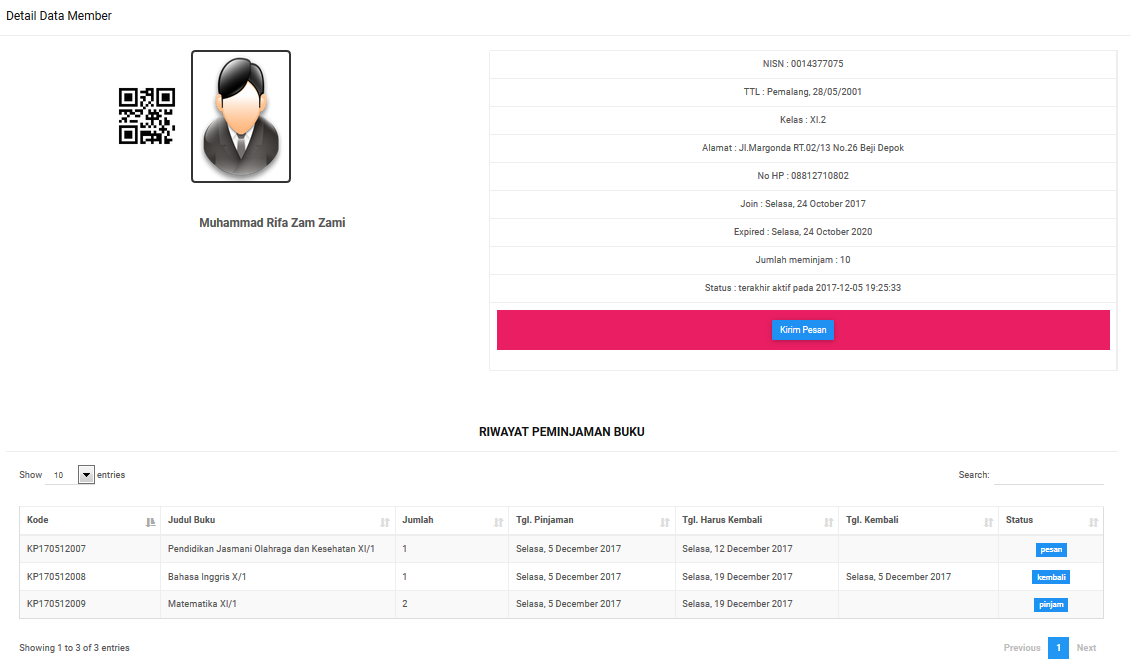 Detail Data Member
Muhammad Rifa Zam Zami
NISN : 0014377075
TTL : Pemalang, 28/05/2001
Kelas : XI.2
Alamat : Jl.Margonda RT.02/13 No.26 Beji Depok
No HP : 08812710802
Join : Selasa, 24 October 2017
Expired : Selasa, 24 October 2020
Jumlah meminjam : 10
Status : terakhir aktif pada 2017-12-05 19:25:33
Kirim Pesan
RIWAYAT PEMINJAMAN BUKU
Show 10 entries Search:
Kode Judul Buku Jumlah Tgl. Pinjaman Tgl. Harus Kembali Tgl. Kembali Status
KP170512007 Pendidikan Jasmani Olahraga dan Kesehatan XI/1 1 Selasa, 5 December 2017 Selasa, 12 December 2017 pesan
KP170512008 Bahasa Inggris X/1 1 Selasa, 5 December 2017 Selasa, 19 December 2017 Selasa, 5 December 2017 kembali
KP170512009 Matematika XI/1 2 Selasa, 5 December 2017 Selasa, 19 December 2017 pinjam
Showing 1 to 3 of 3 entries Previous 1 Next